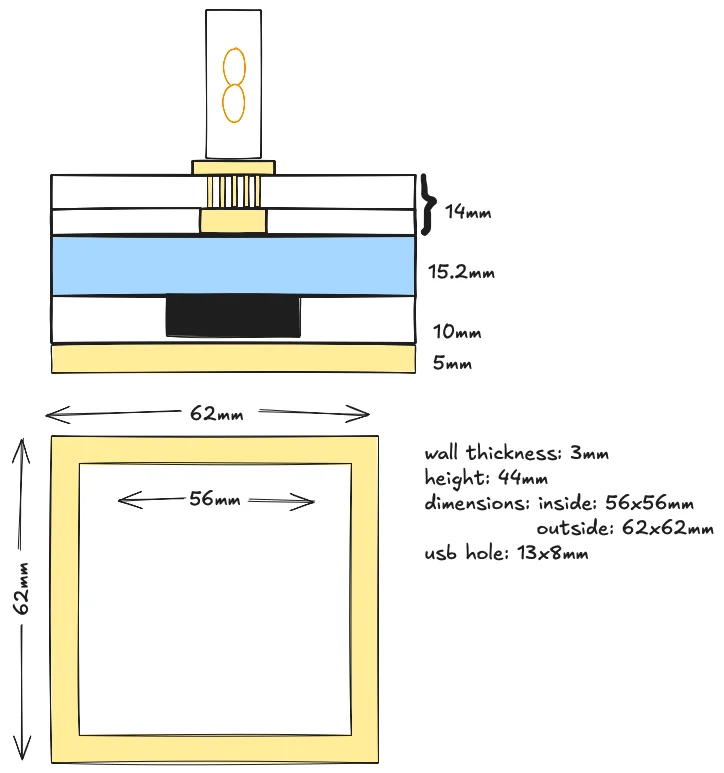 }14mm
15.2mm
10mm
5mm
62mm
wall thickness: 3mm
height: 44mm
dimensions: inside: 56x56mm
outside: 62x62mm
usb hole: 13x8mm
56mm
62mm